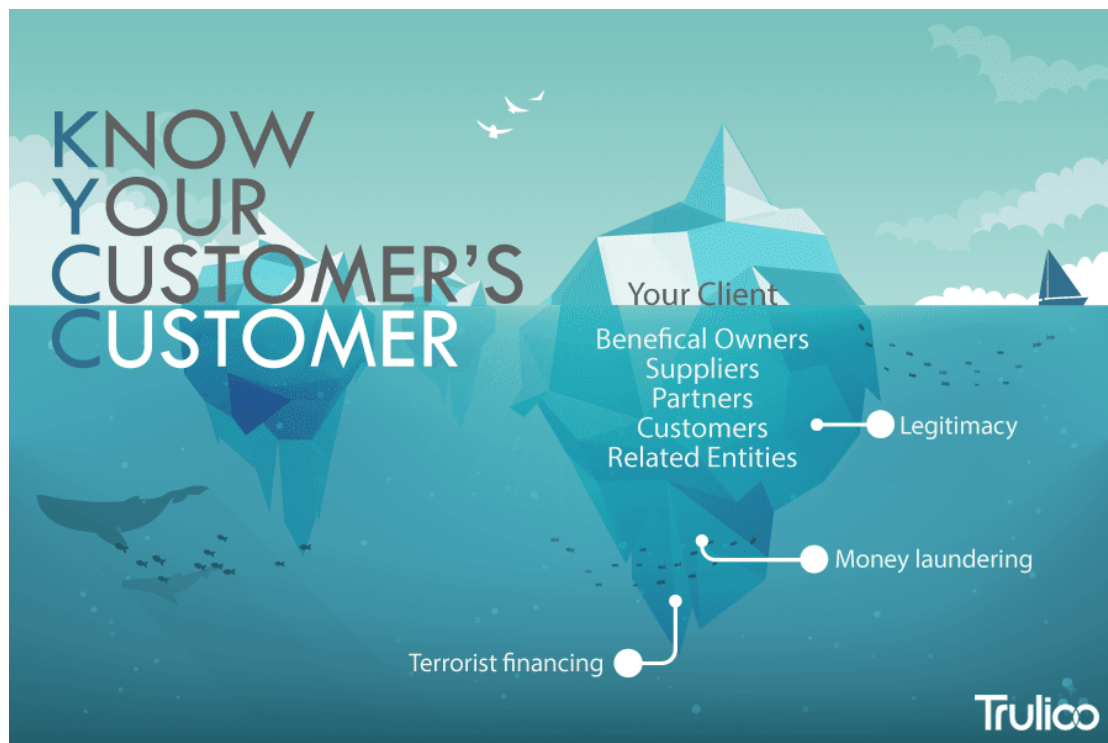 KNOW
YOUR
CUSTOMER'S
CUSTOMER
Your Client
Benefical Owners
Suppliers
Partners
Customers
Related Entities
Legitimacy
Money laundering
Terrorist financing
Trulioo